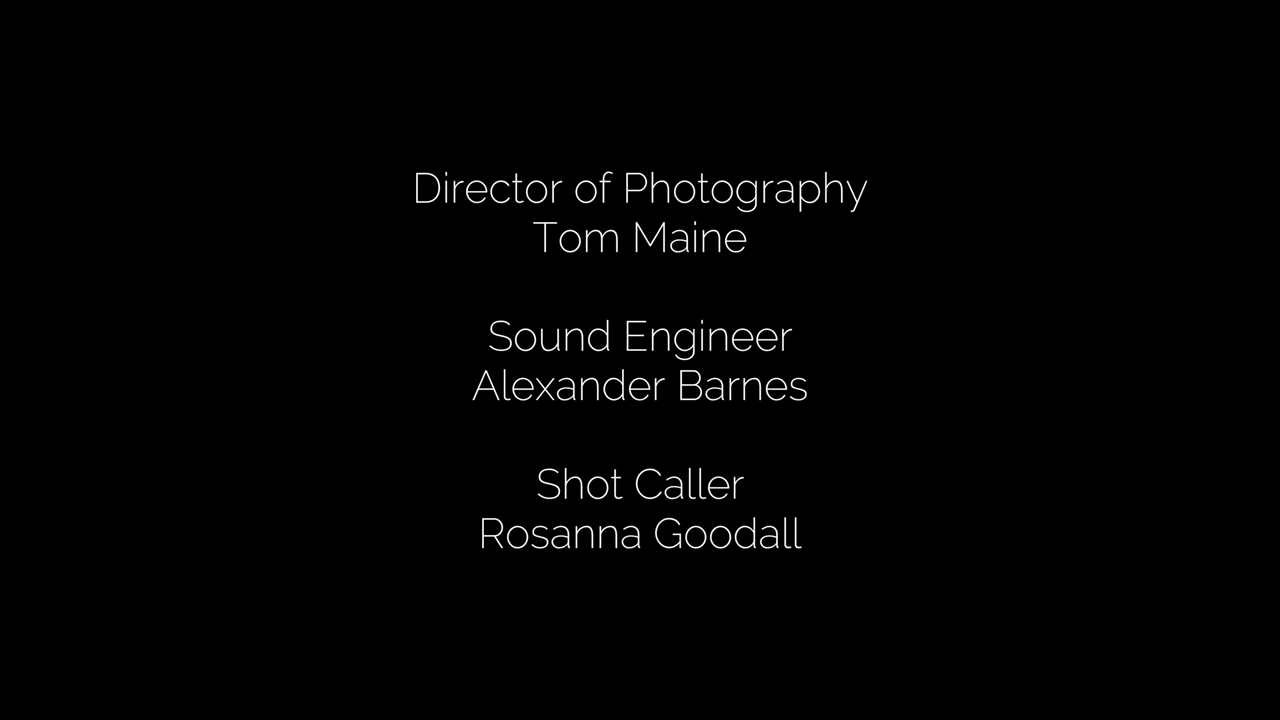 Director of Photography
Tom Maine
Sound Engineer
Alexander Barnes
Shot Caller
Rosanna Goodall